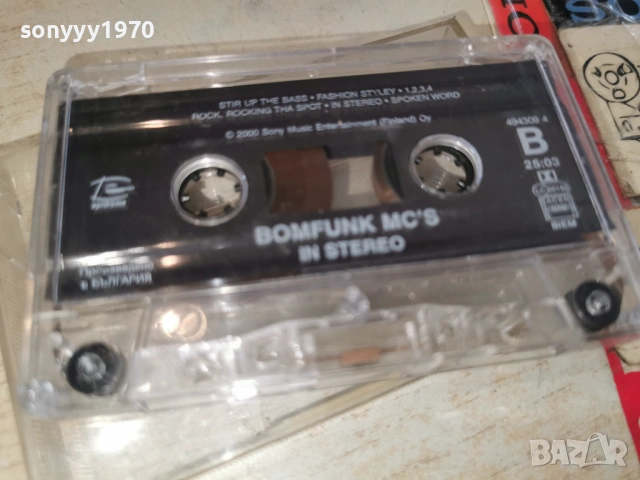 sonyyy1970
STIR UP THE BASS • FASHION STYLEY • 1,2,3,4
ROCK, ROCKING THA SPOT • IN STEREO • SPOKEN WORD
℗ 2000 Sony Music Entertainment (Finland) Oy
494309 4
B
25:03
BIEM
BOMFUNK MC'S
IN STEREO
Произведено
в БЪЛГАРИЯ
BAZAR